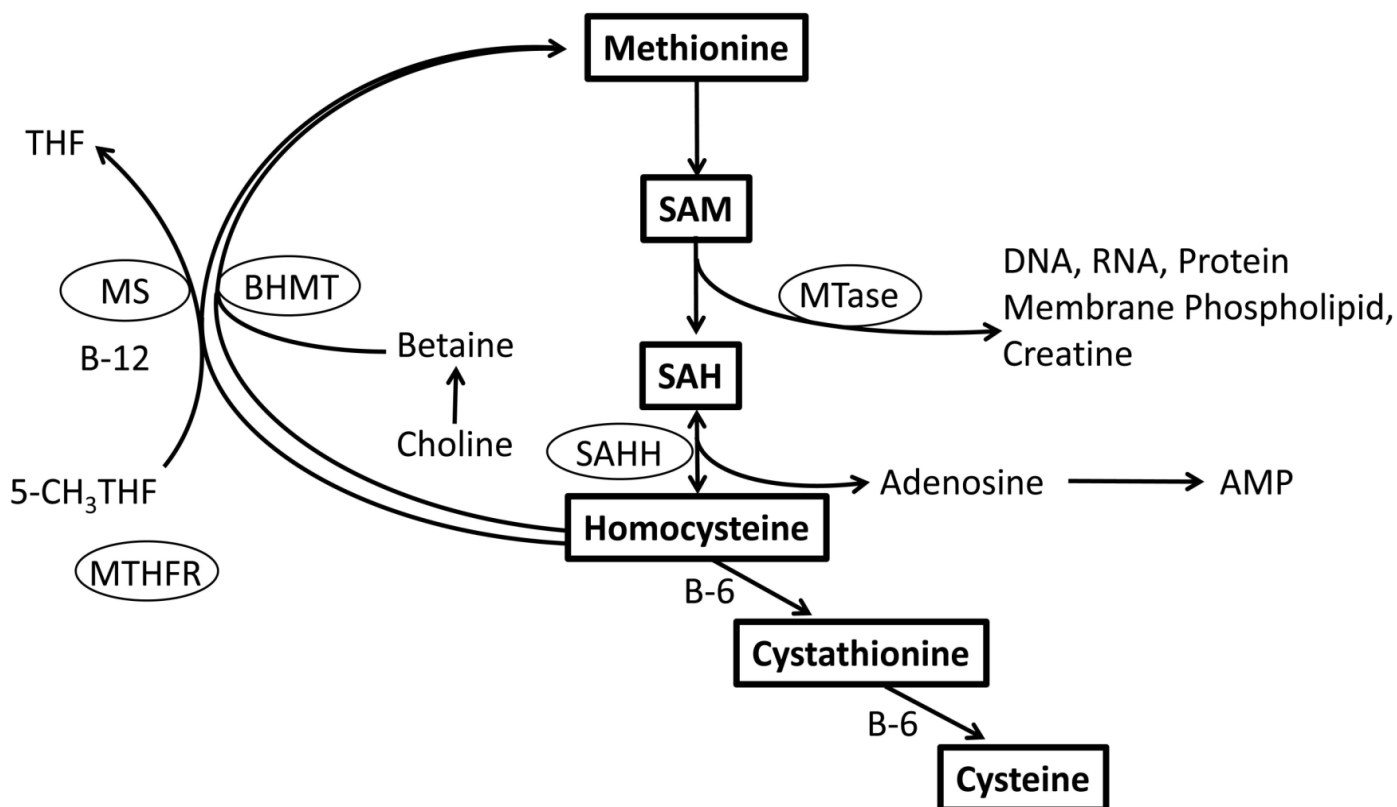 Methionine
THF
SAM
MS
BHMT
MTase
DNA, RNA, Protein
Membrane Phospholipid,
Creatine
B-12
Betaine
SAH
Choline
SAHH
5-CH₃THF
Adenosine
AMP
Homocysteine
MTHFR
B-6
Cystathionine
B-6
Cysteine